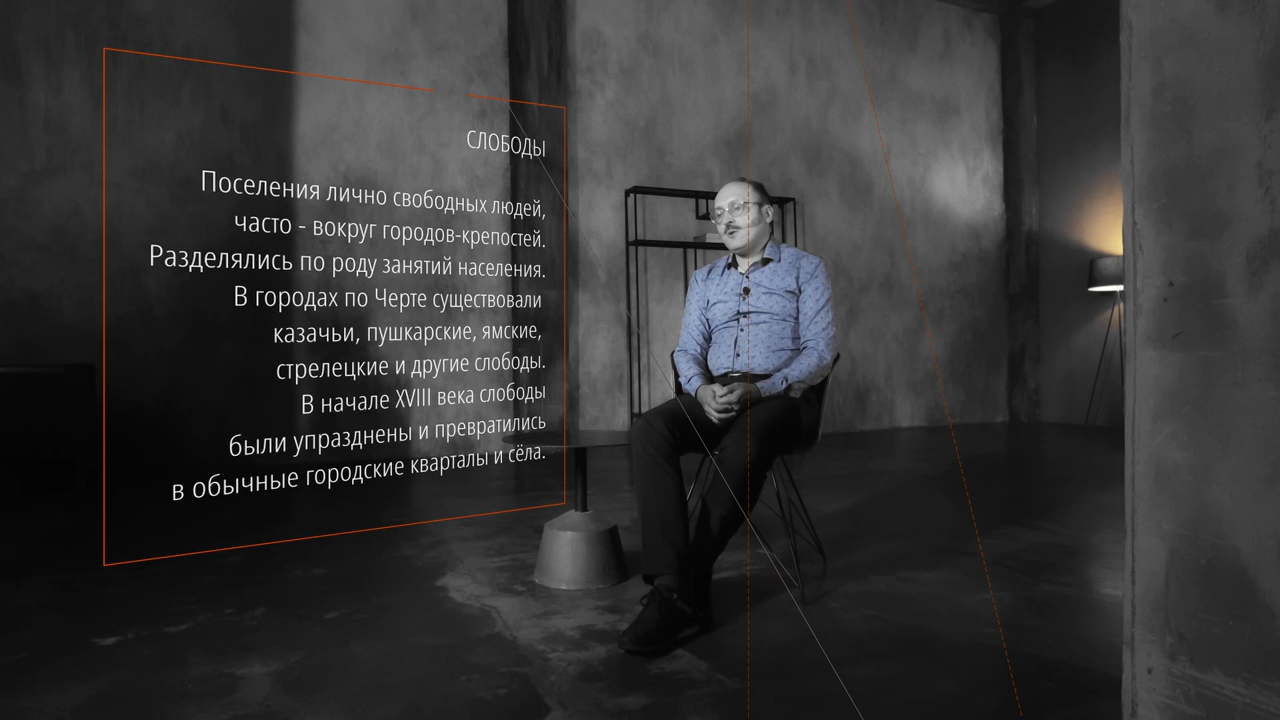 СЛОБОДЫ
Поселения лично свободных людей,
часто - вокруг городов-крепостей.
Разделялись по роду занятий населения.
В городах по Черте существовали
казачьи, пушкарские, ямские,
стрелецкие и другие слободы.
В начале XVIII века слободы
были упразднены и превратились
в обычные городские кварталы и сёла.